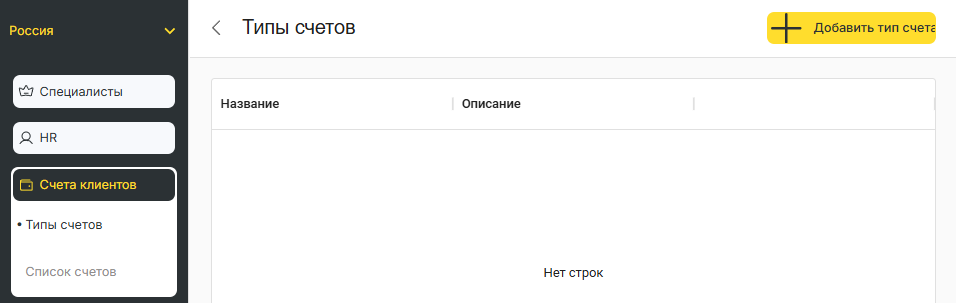 Россия
Типы счетов
Добавить тип счета
Специалисты
HR
Счета клиентов
Типы счетов
Список счетов
Название
Описание
Нет строк